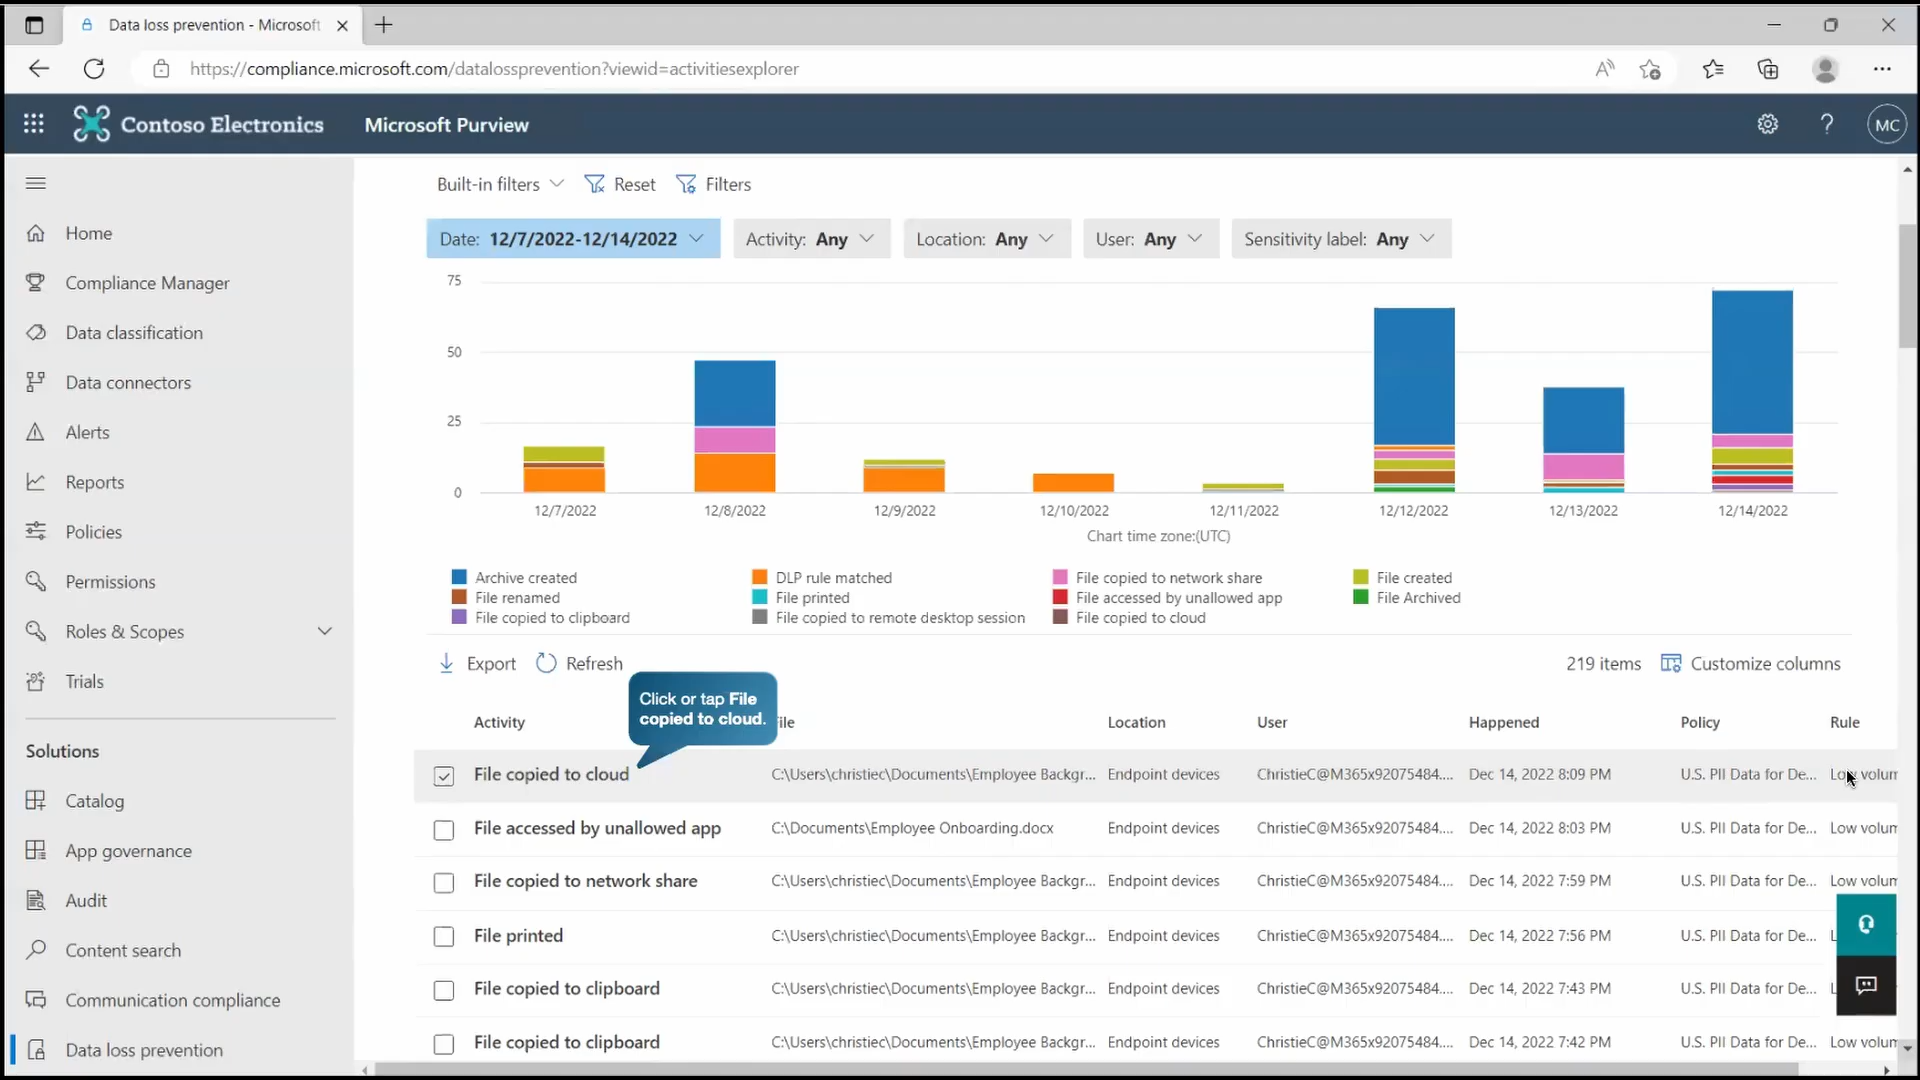 Data loss prevention - Microsoft
https://compliance.microsoft.com/datalossprevention?viewid=activitiesexplorer
Contoso Electronics
Microsoft Purview
MC
Home
Compliance Manager
Data classification
Data connectors
Alerts
Reports
Policies
Permissions
Roles & Scopes
Trials
Solutions
Catalog
App governance
Audit
Content search
Communication compliance
Data loss prevention
Built-in filters Reset Filters
Date: 12/7/2022-12/14/2022 Activity: Any Location: Any User: Any Sensitivity label: Any
75
50
25
0
12/7/2022 12/8/2022 12/9/2022 12/10/2022 12/11/2022 12/12/2022 12/13/2022 12/14/2022
Chart time zone:(UTC)
Archive created DLP rule matched File copied to network share File created
File renamed File printed File accessed by unallowed app File Archived
File copied to clipboard File copied to remote desktop session File copied to cloud
Export Refresh 219 items Customize columns
Click or tap File
copied to cloud.
Activity ile Location User Happened Policy Rule
File copied to cloud C:\Users\christiec\Documents\Employee Backgr... Endpoint devices ChristieC@M365x92075484.... Dec 14, 2022 8:09 PM U.S. PII Data for De... Low volum
File accessed by unallowed app C:\Documents\Employee Onboarding.docx Endpoint devices ChristieC@M365x92075484.... Dec 14, 2022 8:03 PM U.S. PII Data for De... Low volum
File copied to network share C:\Users\christiec\Documents\Employee Backgr... Endpoint devices ChristieC@M365x92075484.... Dec 14, 2022 7:59 PM U.S. PII Data for De... Low volum
File printed C:\Users\christiec\Documents\Employee Backgr... Endpoint devices ChristieC@M365x92075484.... Dec 14, 2022 7:56 PM U.S. PII Data for De... L
File copied to clipboard C:\Users\christiec\Documents\Employee Backgr... Endpoint devices ChristieC@M365x92075484.... Dec 14, 2022 7:43 PM U.S. PII Data for De... L
File copied to clipboard C:\Users\christiec\Documents\Employee Backgr... Endpoint devices ChristieC@M365x92075484.... Dec 14, 2022 7:42 PM U.S. PII Data for De... Low volum